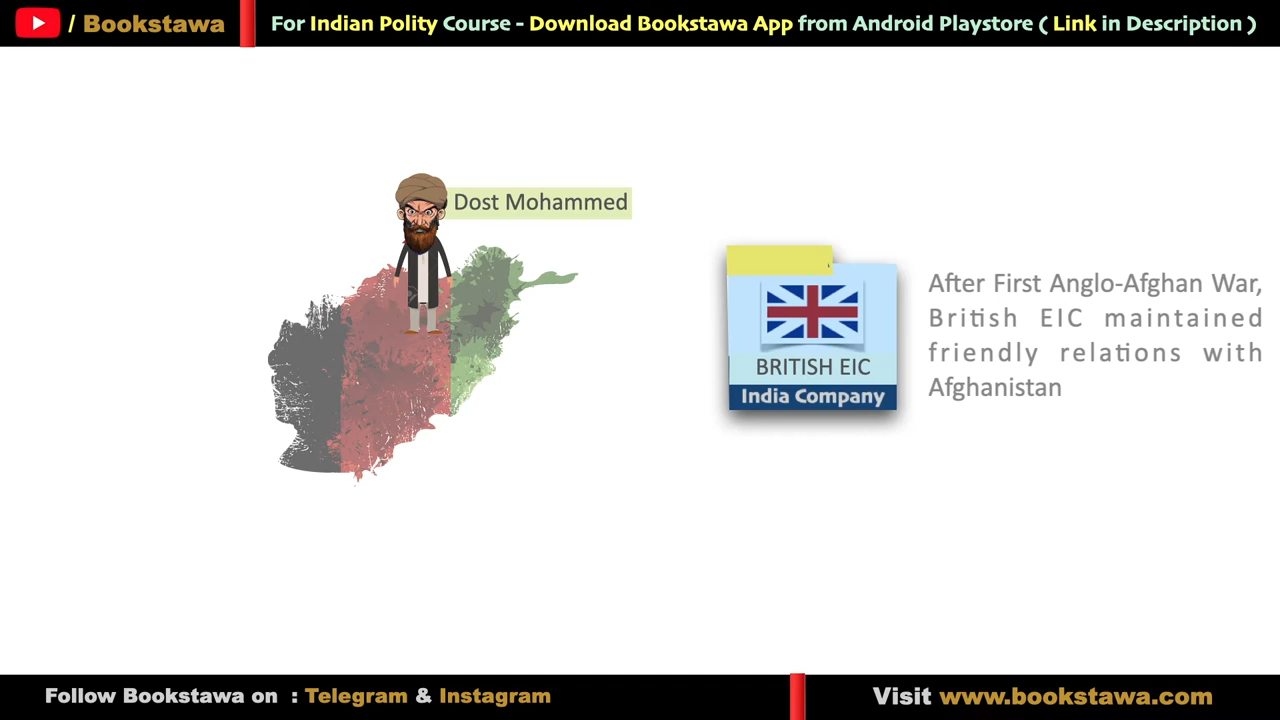 / Bookstawa
For Indian Polity Course - Download Bookstawa App from Android Playstore ( Link in Description )
Dost Mohammed
BRITISH EIC
India Company
After First Anglo-Afghan War,
British EIC maintained
friendly relations with
Afghanistan
Follow Bookstawa on : Telegram & Instagram
Visit www.bookstawa.com